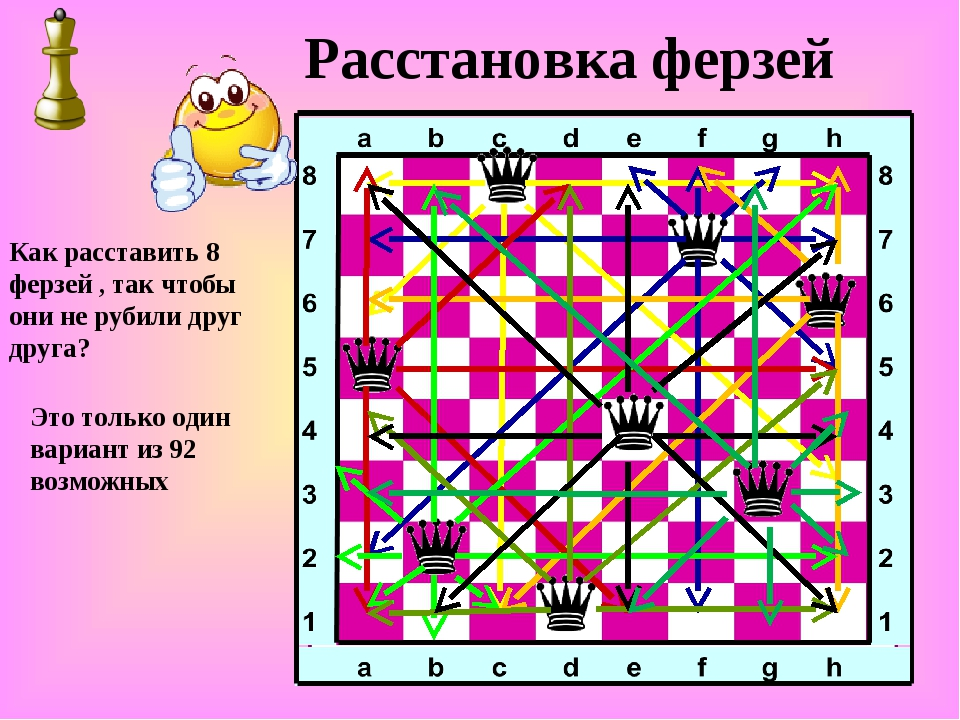 Расстановка ферзей
Как расставить 8
ферзей , так чтобы
они не рубили друг
друга?
Это только один
вариант из 92
возможных
a b c d e f g h
8 8
7 7
6 6
5 5
4 4
3 3
2 2
1 1
a b c d e f g h